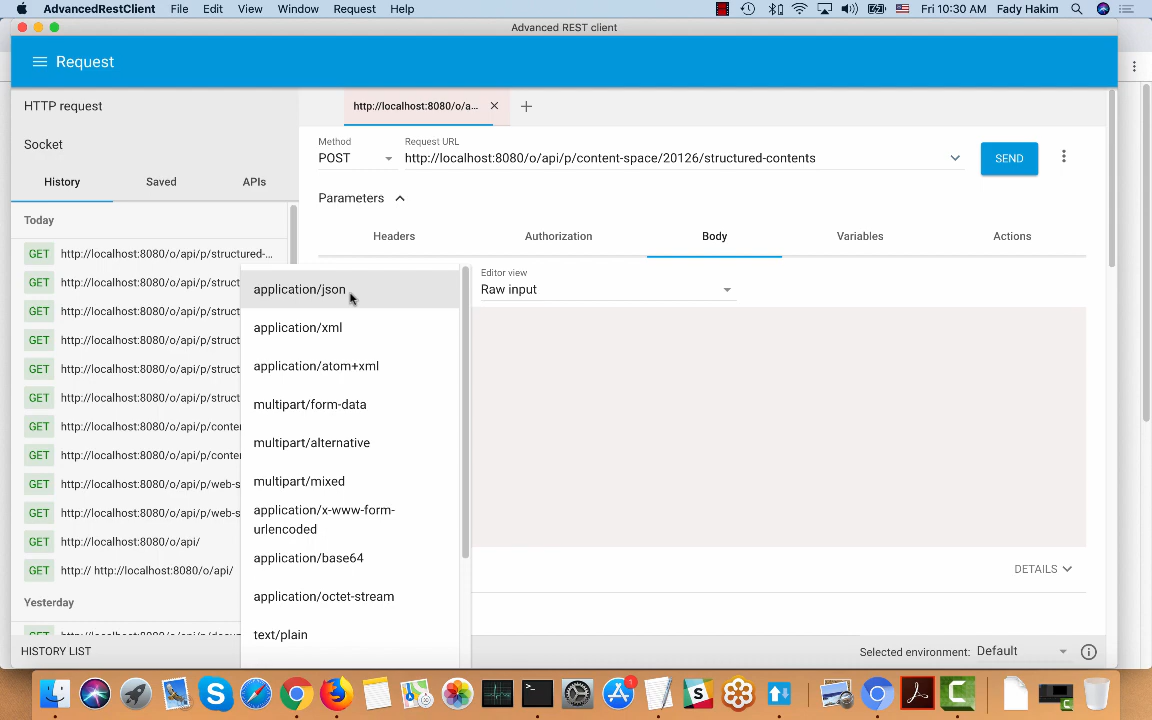 AdvancedRestClient File Edit View Window Request Help Fri 10:30 AM Fady Hakim
Advanced REST client
Request
HTTP request
Socket
History Saved APIs
Today
GET http://localhost:8080/o/api/p/structured-...
GET http://localhost:8080/o/api/p/struct
GET http://localhost:8080/o/api/p/struct
GET http://localhost:8080/o/api/p/struct
GET http://localhost:8080/o/api/p/struct
GET http://localhost:8080/o/api/p/struct
GET http://localhost:8080/o/api/p/conter
GET http://localhost:8080/o/api/p/conter
GET http://localhost:8080/o/api/p/web-s
GET http://localhost:8080/o/api/p/web-s
GET http://localhost:8080/o/api/
GET http:// http://localhost:8080/o/api/
Yesterday
HISTORY LIST
http://localhost:8080/o/a...
Method
POST
Request URL
http://localhost:8080/o/api/p/content-space/20126/structured-contents
SEND
Parameters
Headers Authorization Body Variables Actions
application/json
application/xml
application/atom+xml
multipart/form-data
multipart/alternative
multipart/mixed
application/x-www-form-
urlencoded
application/base64
application/octet-stream
text/plain
Editor view
Raw input
DETAILS
Selected environment: Default